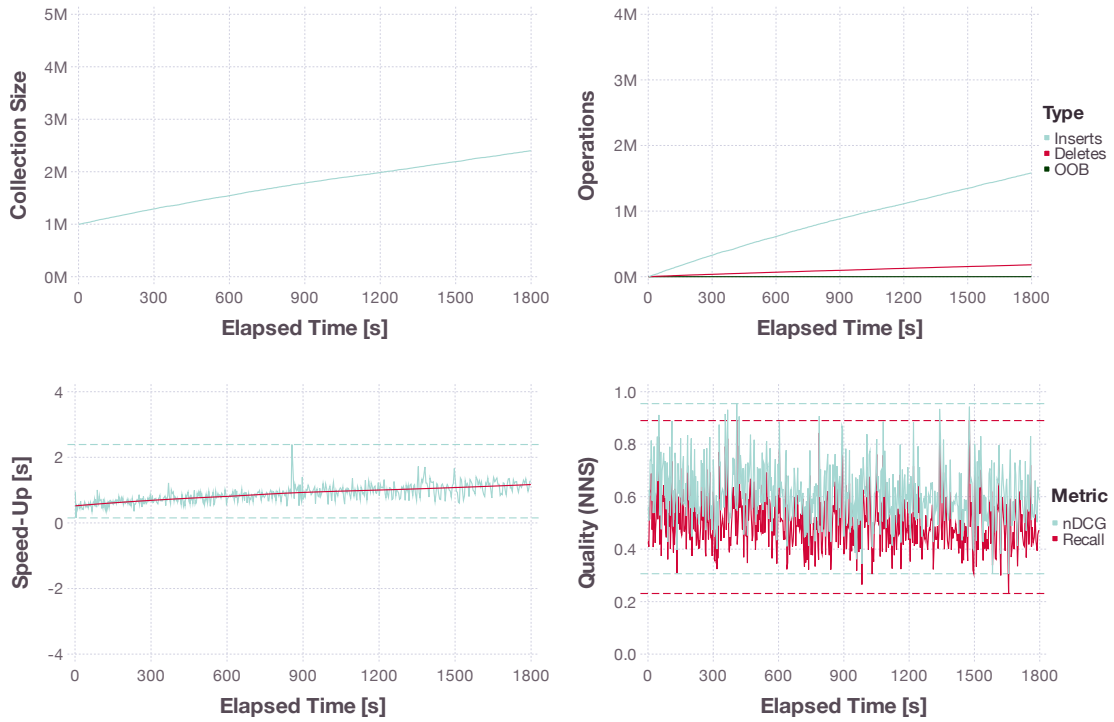 Collection Size
5M
4M
3M
2M
1M
0M
0 300 600 900 1200 1500 1800
Elapsed Time [s]
Operations
4M
3M
2M
1M
0M
0 300 600 900 1200 1500 1800
Elapsed Time [s]
Type
Inserts
Deletes
OOB
Speed-Up [s]
4
2
0
-2
-4
0 300 600 900 1200 1500 1800
Elapsed Time [s]
Quality (NNS)
1.0
0.8
0.6
0.4
0.2
0.0
0 300 600 900 1200 1500 1800
Elapsed Time [s]
Metric
nDCG
Recall